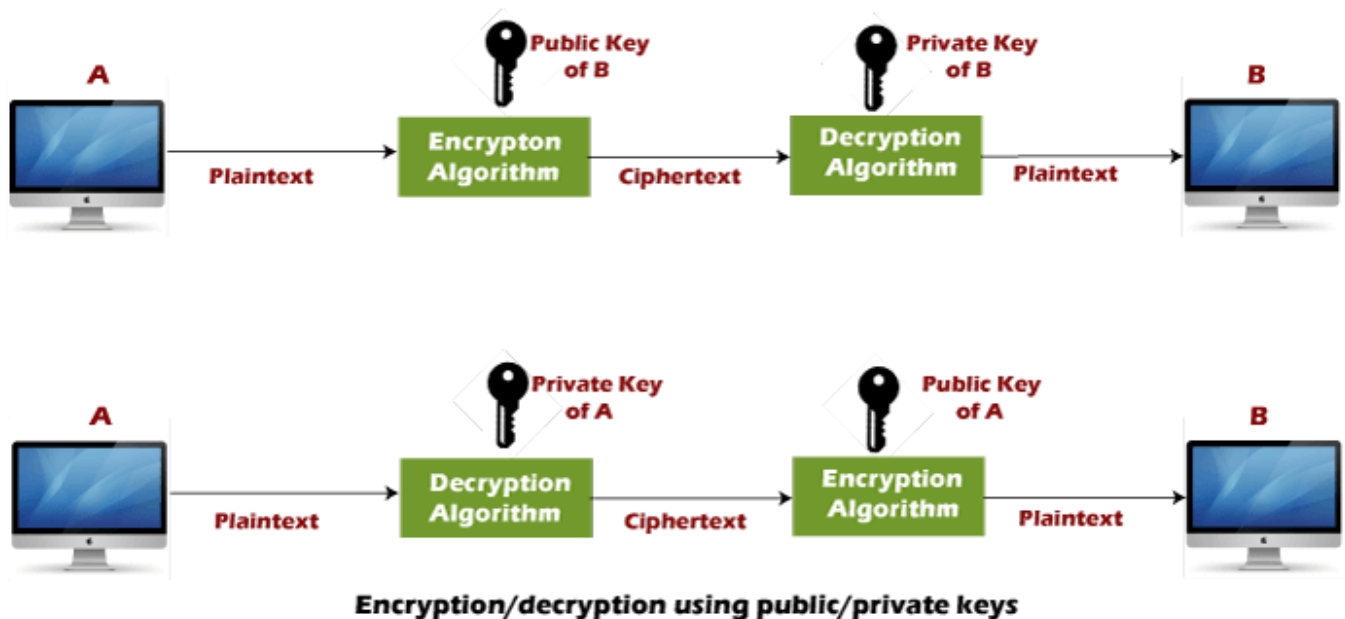 A
Public Key
of B
Private Key
of B
B
Encrypton
Algorithm
Decryption
Algorithm
Plaintext
Ciphertext
Plaintext
A
Private Key
of A
Public Key
of A
B
Decryption
Algorithm
Encryption
Algorithm
Plaintext
Ciphertext
Plaintext
Encryption/decryption using public/private keys